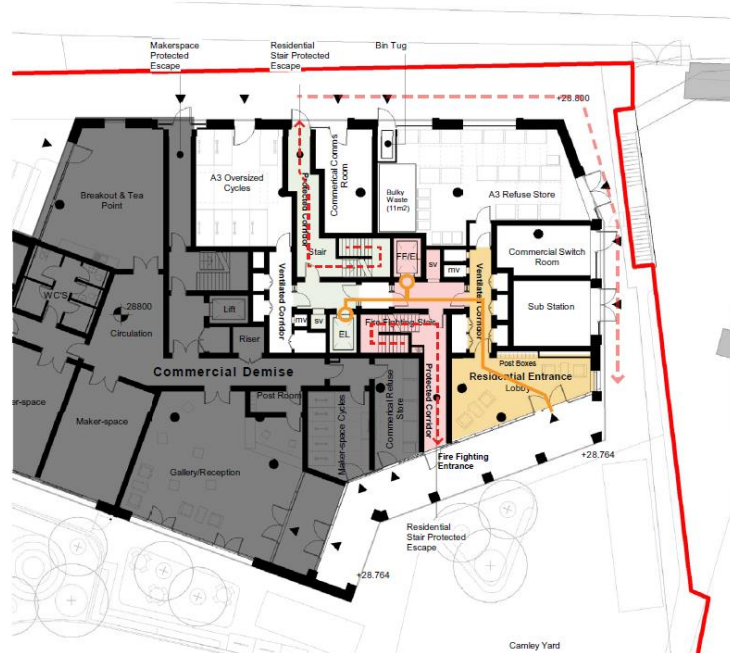 Makespace
Protected
Escape
Residential
Stair Protected
Escape
Bin Tug
+28.800
A3 Oversized
Cycles
Protected Corridor
Commercial Comms
Room
Bulky
Waste
(11m2)
A3 Refuse Store
Breakout & Tea
Point
Stair
FF/EL
sv
mv
Ventilated Corridor
Ventilated Corridor
Commercial Switch
Room
Sub Station
WC'S
28800
Circulation
Lift
Riser
mv
sv
EL
Fire Fighting Stair
Commercial Demise
Post Boxes
Residential Entrance
Lobby
Protected Corridor
er-space
Maker-space
Post Room
Gallery/Reception
Maker-space Cycles
Commerical Refuse
Store
Fire Fighting
Entrance
+28.764
Residential
Stair Protected
Escape
+28.764
Camley Yard